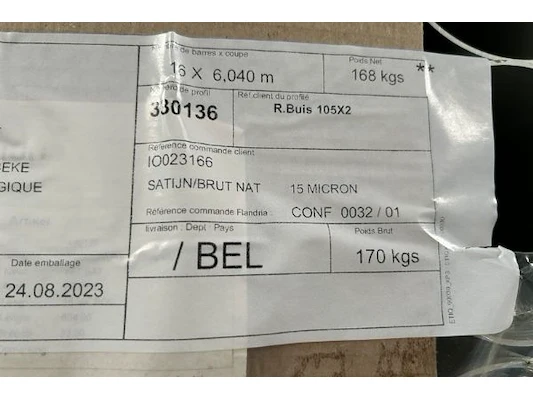 de barres x coupe
Poids Net
16 X 6,040 m
168 kgs
**
de profil
Ref.client du profilé
330136
R.Buis 105X2
Référence commande client
IO023166
EKE
GIQUE
SATIJN/BRUT NAT 15 MICRON
Référence commande Flandria
CONF 0032 / 01
livraison : Dept : Pays
Poids Brut
/ BEL
170 kgs
Date emballage
24.08.2023